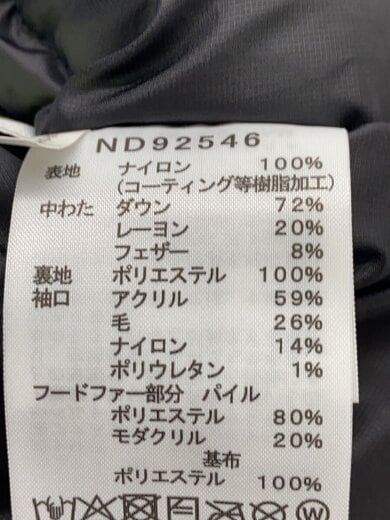 ND92546
表地 ナイロン 100%
(コーティング等樹脂加工)
中わた ダウン 72%
レーヨン 20%
フェザー 8%
裏地 ポリエステル 100%
袖口 アクリル 59%
毛 26%
ナイロン 14%
ポリウレタン 1%
フードファー部分 パイル
ポリエステル 80%
モダクリル 20%
基布
ポリエステル 100%
W